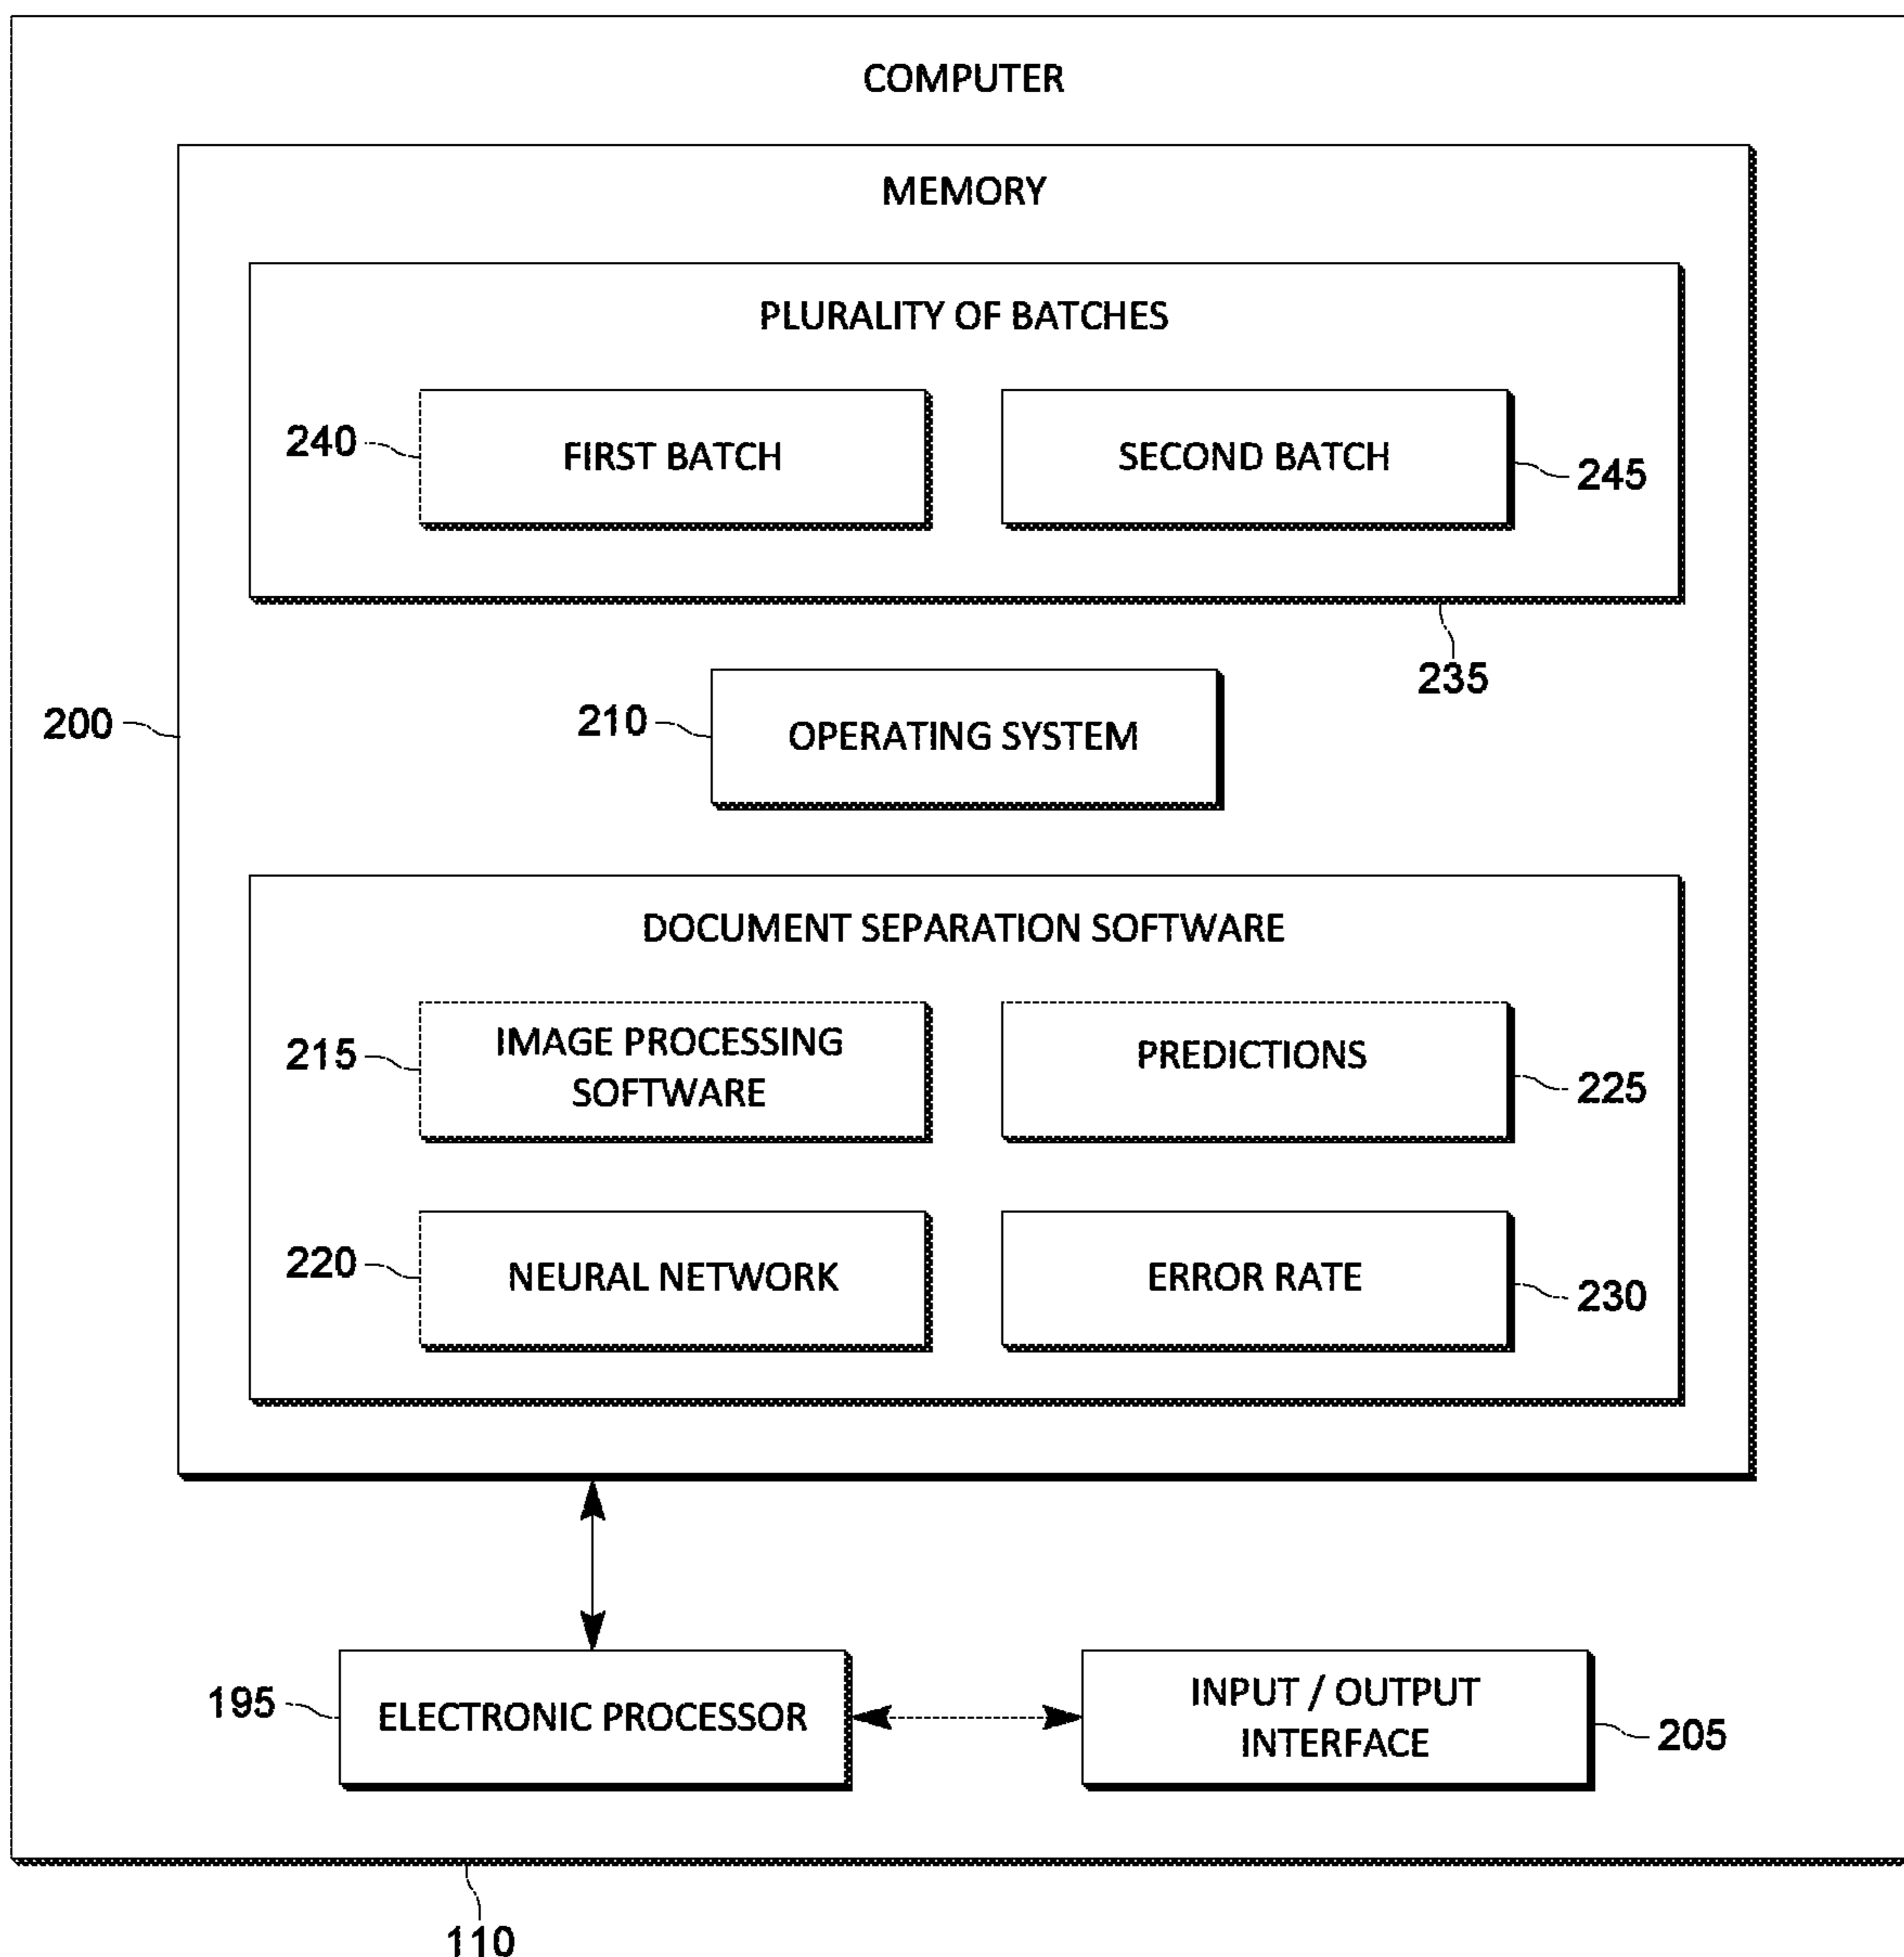 COMPUTER
MEMORY
PLURALITY OF BATCHES
240
FIRST BATCH
SECOND BATCH
245
235
200
210
OPERATING SYSTEM
DOCUMENT SEPARATION SOFTWARE
215
IMAGE PROCESSING
SOFTWARE
PREDICTIONS
225
220
NEURAL NETWORK
ERROR RATE
230
195
ELECTRONIC PROCESSOR
INPUT / OUTPUT
INTERFACE
205
110